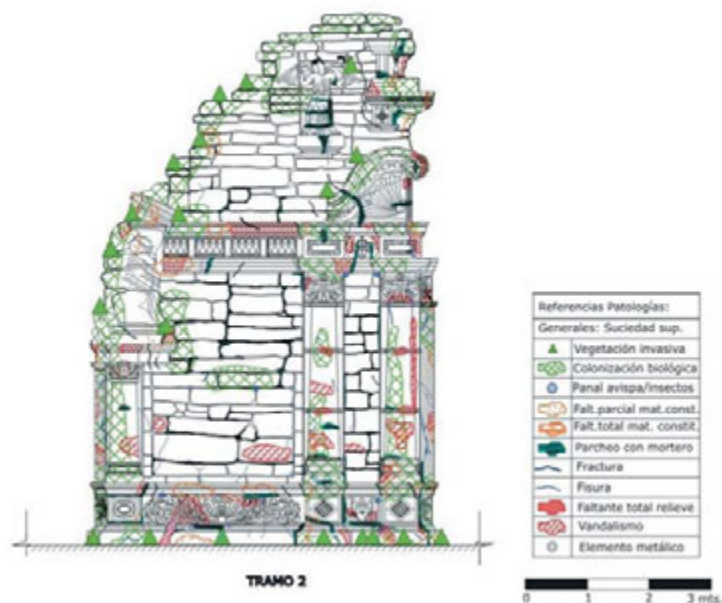 Referencias Patologías:
Generales: Suciedad sup.
Vegetación invasiva
Colonización biológica
Panal avispa/insectos
Falt.parcial mat.const.
Falt.total mat. constit.
Parcheo con mortero
Fractura
Fisura
Faltante total relieve
Vandalismo
Elemento metálico
TRAMO 2
0 1 2 3 mts.